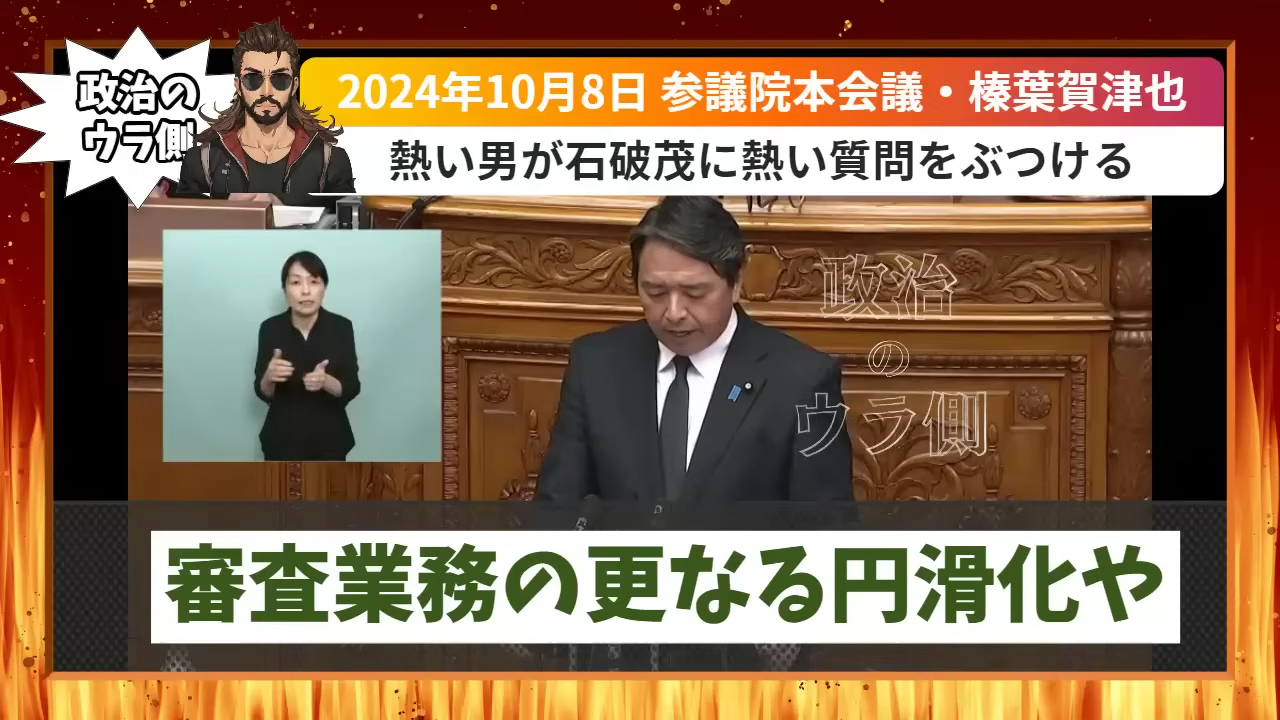 政治の
ウラ側
2024年10月8日 参議院本会議・榛葉賀津也
熱い男が石破茂に熱い質問をぶつける
政治
の
ウラ側
審査業務の更なる円滑化や